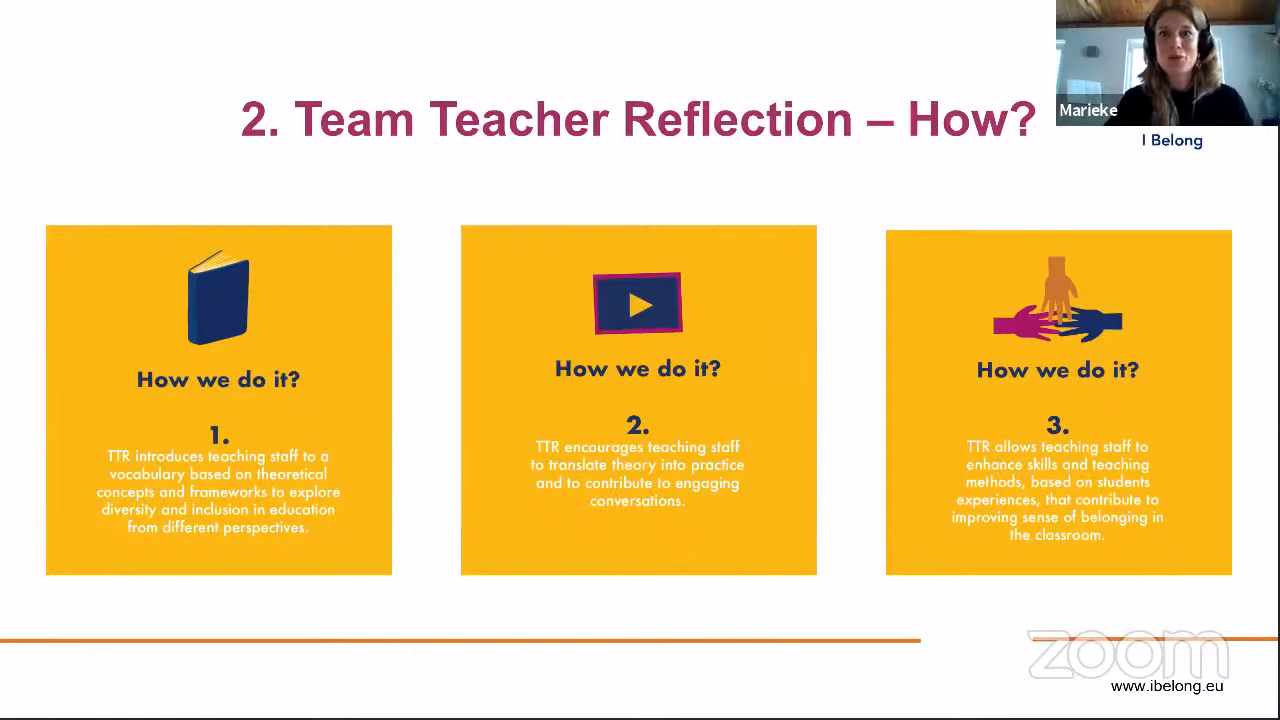 Marieke
I Belong
2. Team Teacher Reflection – How?
How we do it?
1.
TTR introduces teaching staff to a
vocabulary based on theoretical
concepts and frameworks to explore
diversity and inclusion in education
from different perspectives.
How we do it?
2.
TTR encourages teaching staff
to translate theory into practice
and to contribute to engaging
conversations.
How we do it?
3.
TTR allows teaching staff to
enhance skills and teaching
methods, based on students
experiences, that contribute to
improving sense of belonging in
the classroom.
zoom
www.ibelong.eu